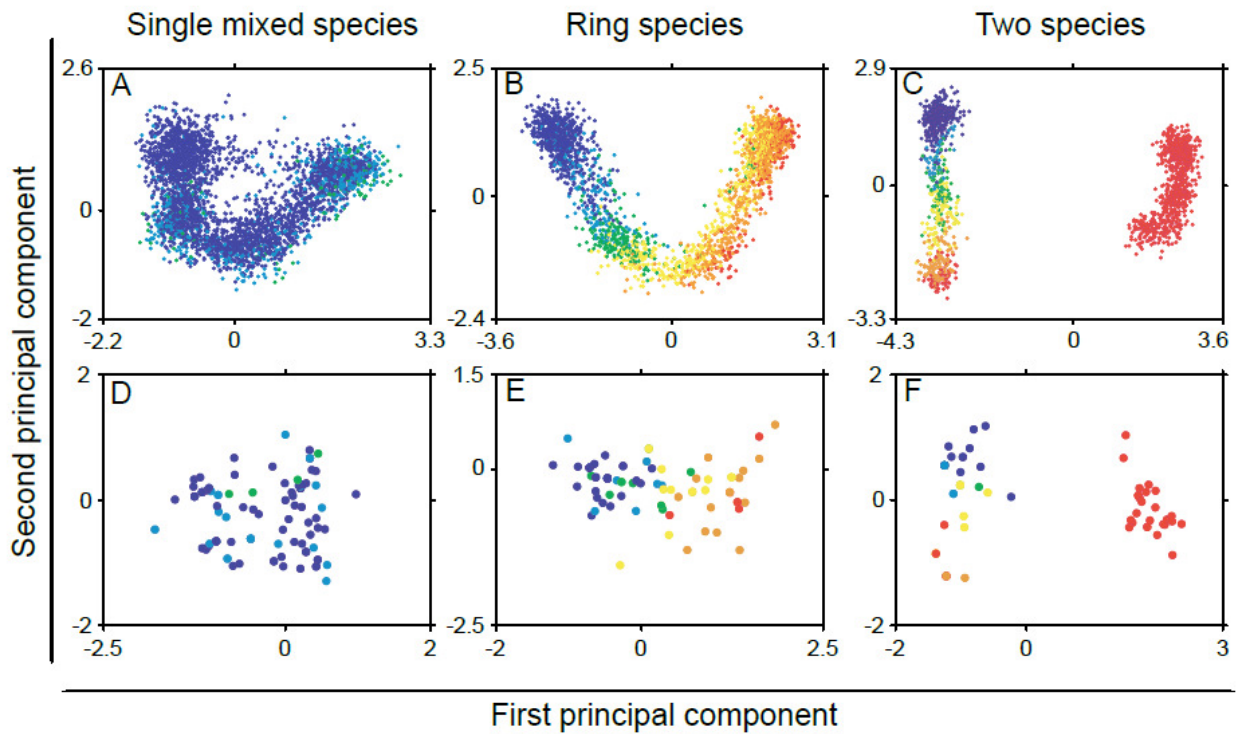 Single mixed species Ring species Two species
2.6 A 2.5 B 2.9 C
0 0 0
-2 -2.4 -3.3
-2.2 0 3.3 -3.6 0 3.1 -4.3 0 3.6
2 D 1.5 E 2 F
0 0 0
-2 -2.5 -2
-2.5 0 2 -2 0 2.5 -2 0 3
Second principal component
First principal component